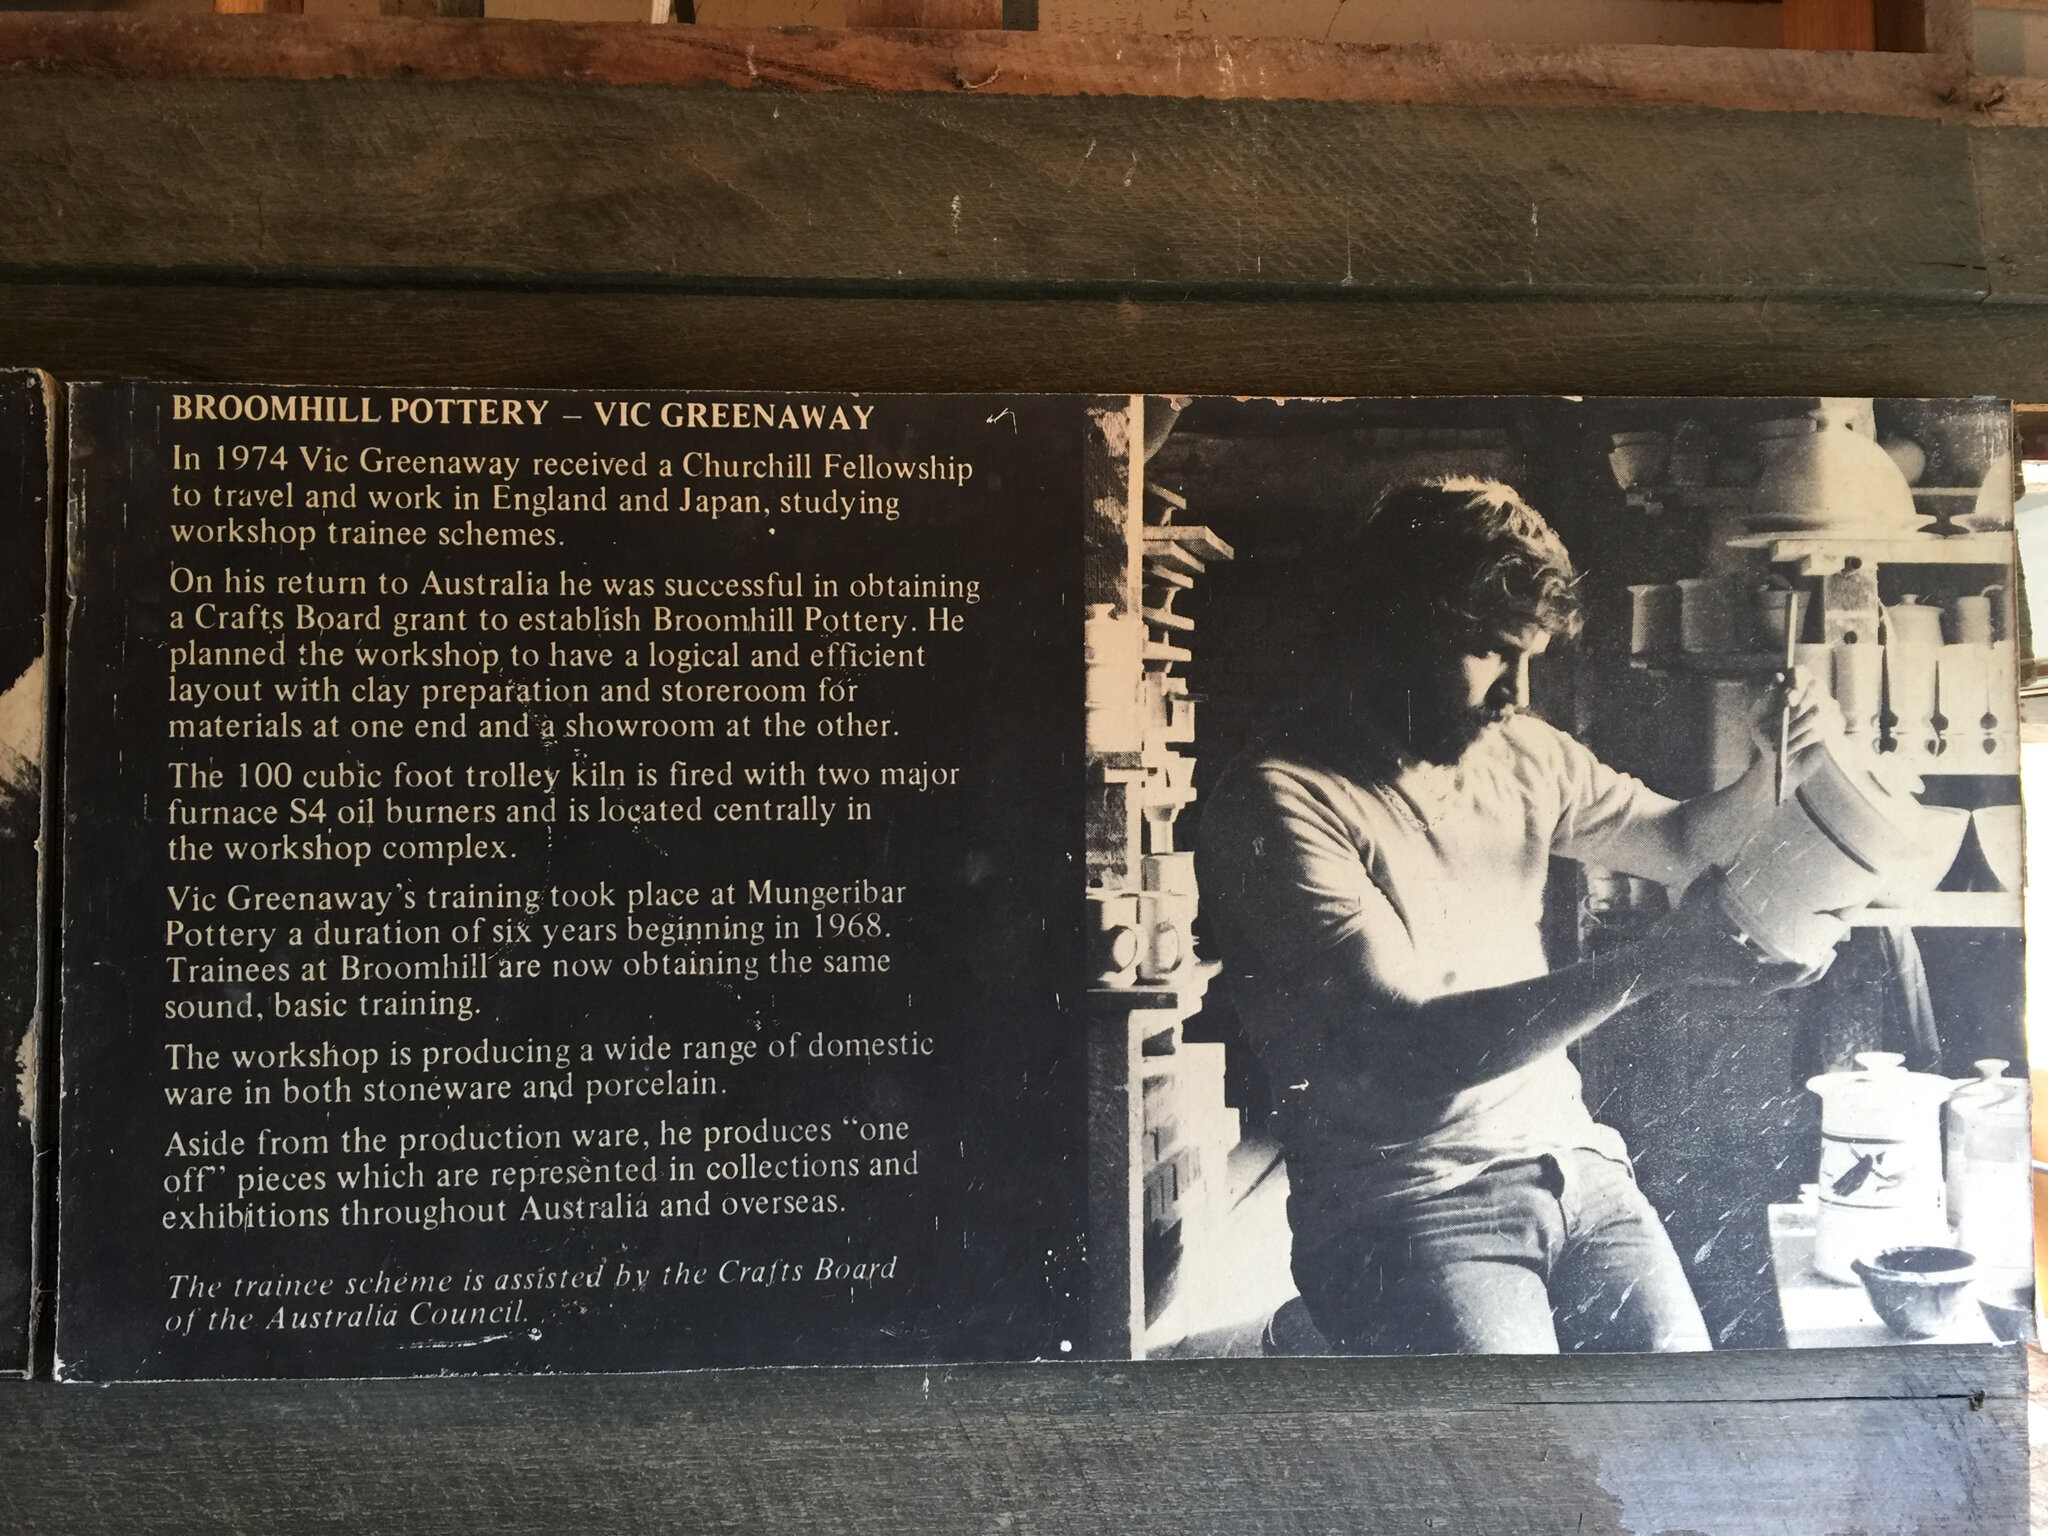 BROOMHILL POTTERY – VIC GREENAWAY
In 1974 Vic Greenaway received a Churchill Fellowship
to travel and work in England and Japan, studying
workshop trainee schemes.
On his return to Australia he was successful in obtaining
a Crafts Board grant to establish Broomhill Pottery. He
planned the workshop to have a logical and efficient
layout with clay preparation and storeroom for
materials at one end and a showroom at the other.
The 100 cubic foot trolley kiln is fired with two major
furnace S4 oil burners and is located centrally in
the workshop complex.
Vic Greenaway's training took place at Mungeribar
Pottery a duration of six years beginning in 1968.
Trainees at Broomhill are now obtaining the same
sound, basic training.
The workshop is producing a wide range of domestic
ware in both stoneware and porcelain.
Aside from the production ware, he produces “one
off” pieces which are represented in collections and
exhibitions throughout Australia and overseas.
The trainee scheme is assisted by the Crafts Board
of the Australia Council.